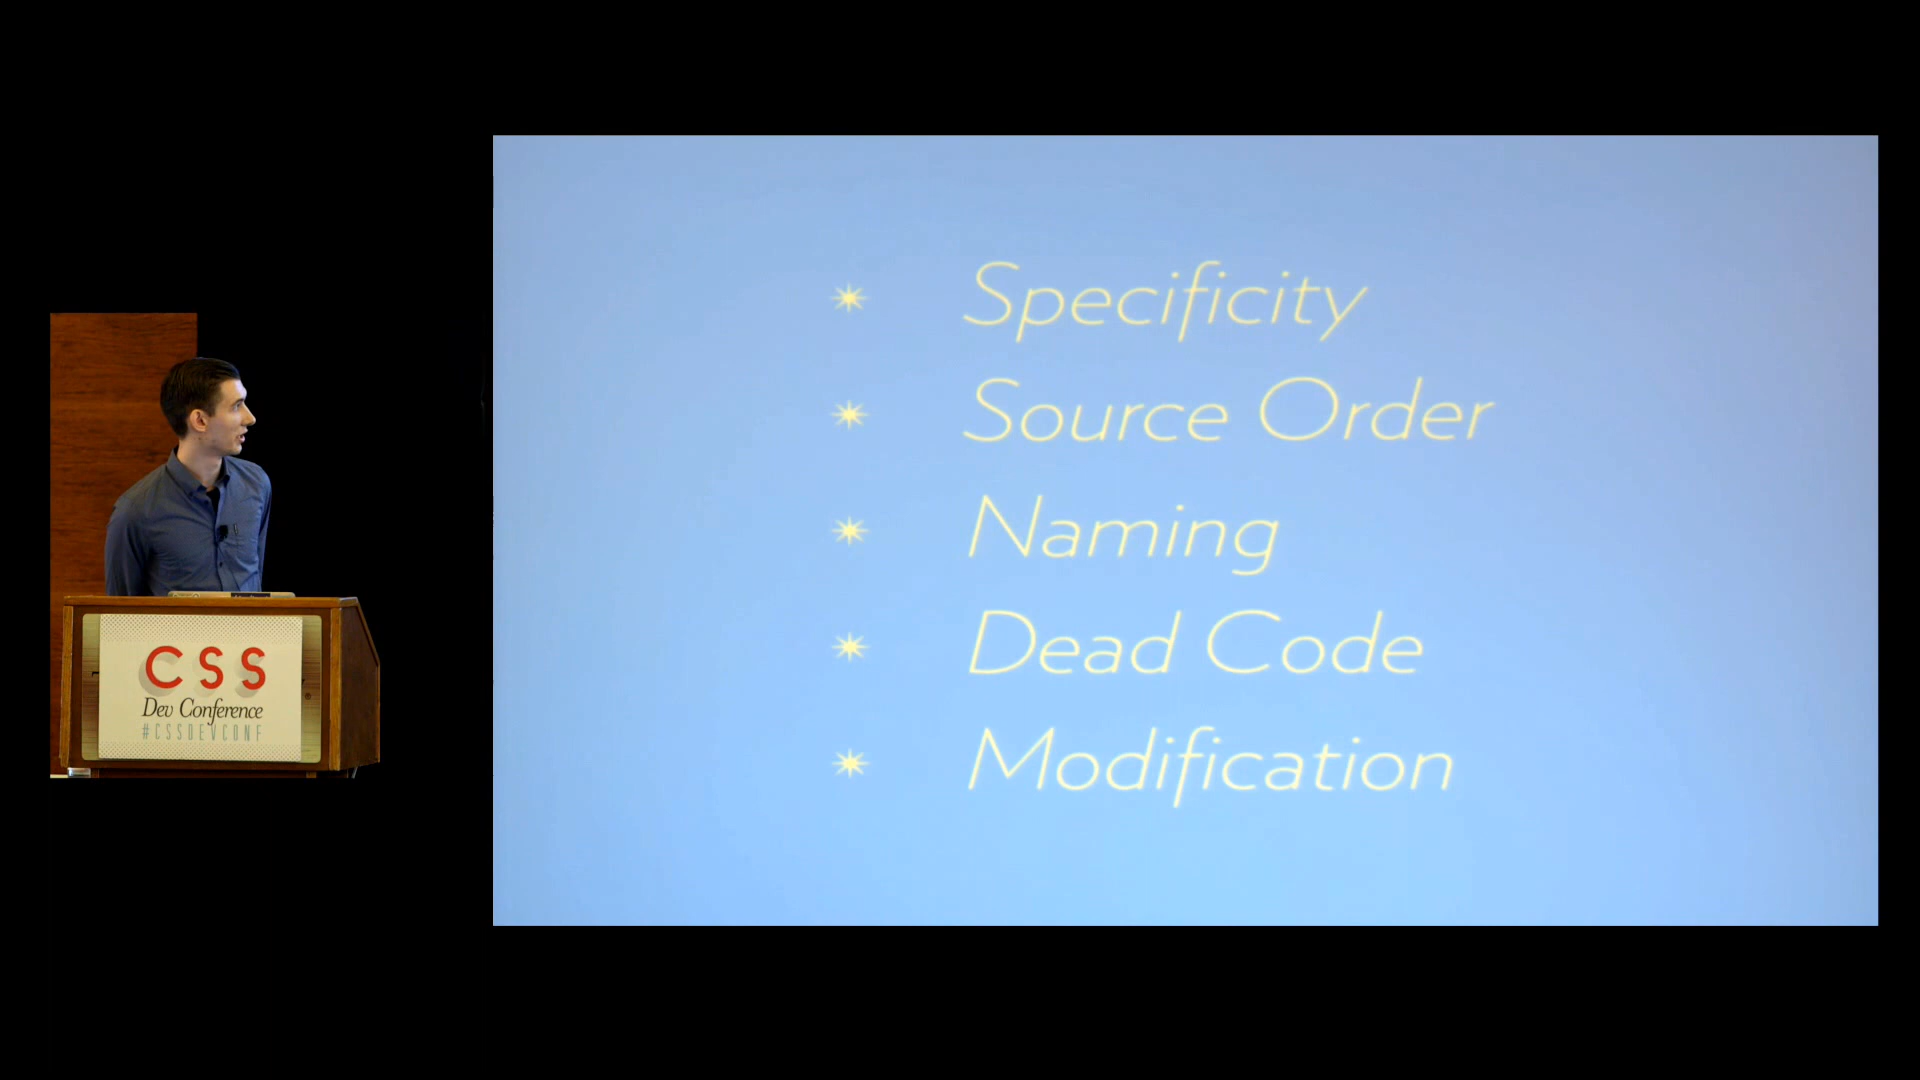 Specificity
Source Order
Naming
Dead Code
Modification
CSS
Dev Conference
#CSSDEVCONF